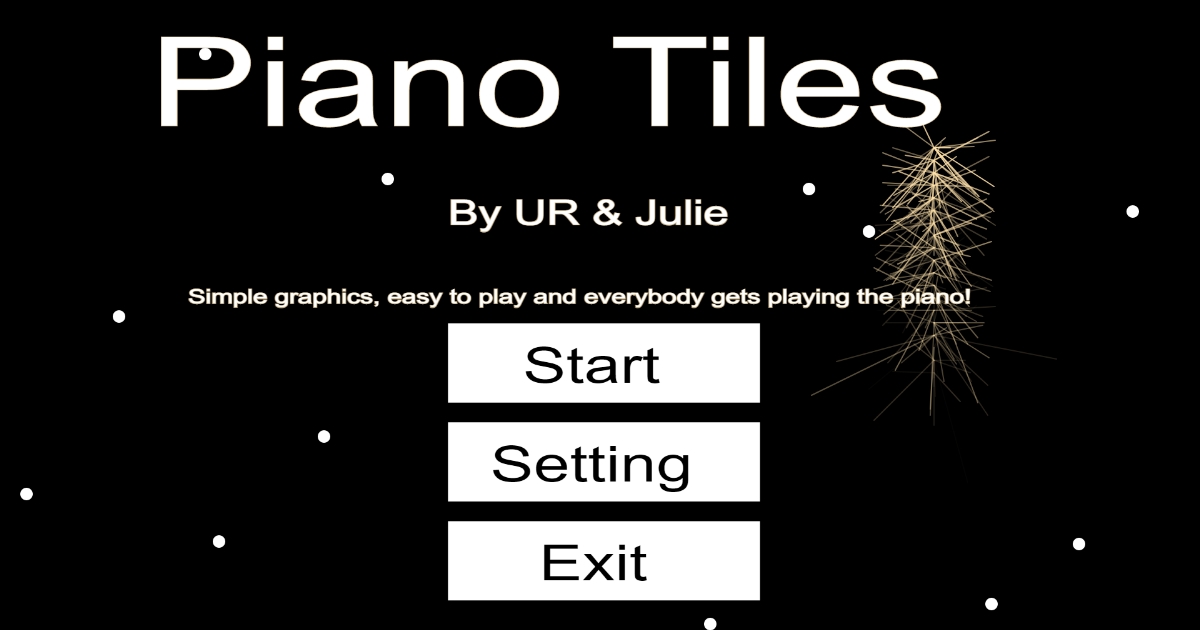 Piano Tiles
By UR & Julie
Simple graphics, easy to play and everybody gets playing the piano!
Start
Setting
Exit